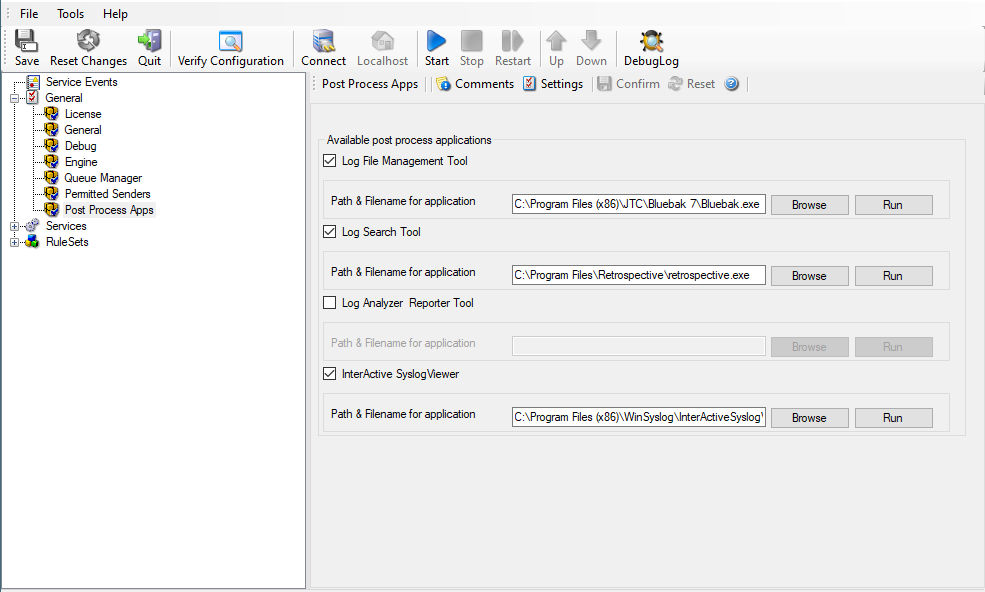 File Tools Help
Save Reset Changes Quit Verify Configuration Connect Localhost Start Stop Restart Up Down DebugLog
Service Events
General
License
General
Debug
Engine
Queue Manager
Permitted Senders
Post Process Apps
Services
RuleSets
Post Process Apps Comments Settings Confirm Reset ?
Available post process applications
Log File Management Tool
Path & Filename for application C:\Program Files (x86)\JTC\Bluebak 7\Bluebak.exe Browse Run
Log Search Tool
Path & Filename for application C:\Program Files\Retrospective\retrospective.exe Browse Run
Log Analyzer Reporter Tool
Path & Filename for application Browse Run
InterActive SyslogViewer
Path & Filename for application C:\Program Files (x86)\WinSyslog\InterActiveSyslog\ Browse Run